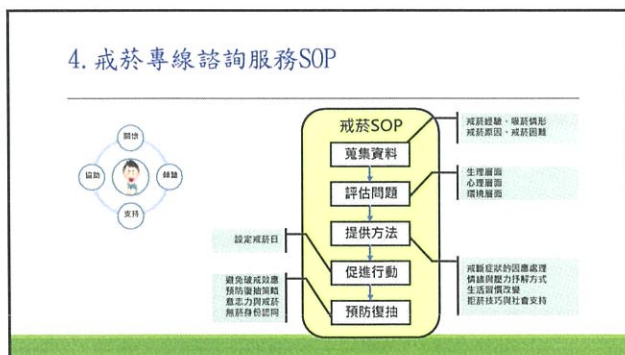 4. 戒菸專線諮詢服務SOP
關懷
協助
傾聽
支持
戒菸SOP
蒐集資料
評估問題
提供方法
促進行動
預防復抽
戒菸經驗、吸菸情形
戒菸原因、戒菸困難
生理層面
心理層面
環境層面
設定戒菸日
戒斷症狀的因應處理
情緒與壓力抒解方式
生活習慣改變
拒菸技巧與社會支持
避免破戒效應
預防復抽策略
意志力與戒菸
無菸身份認同